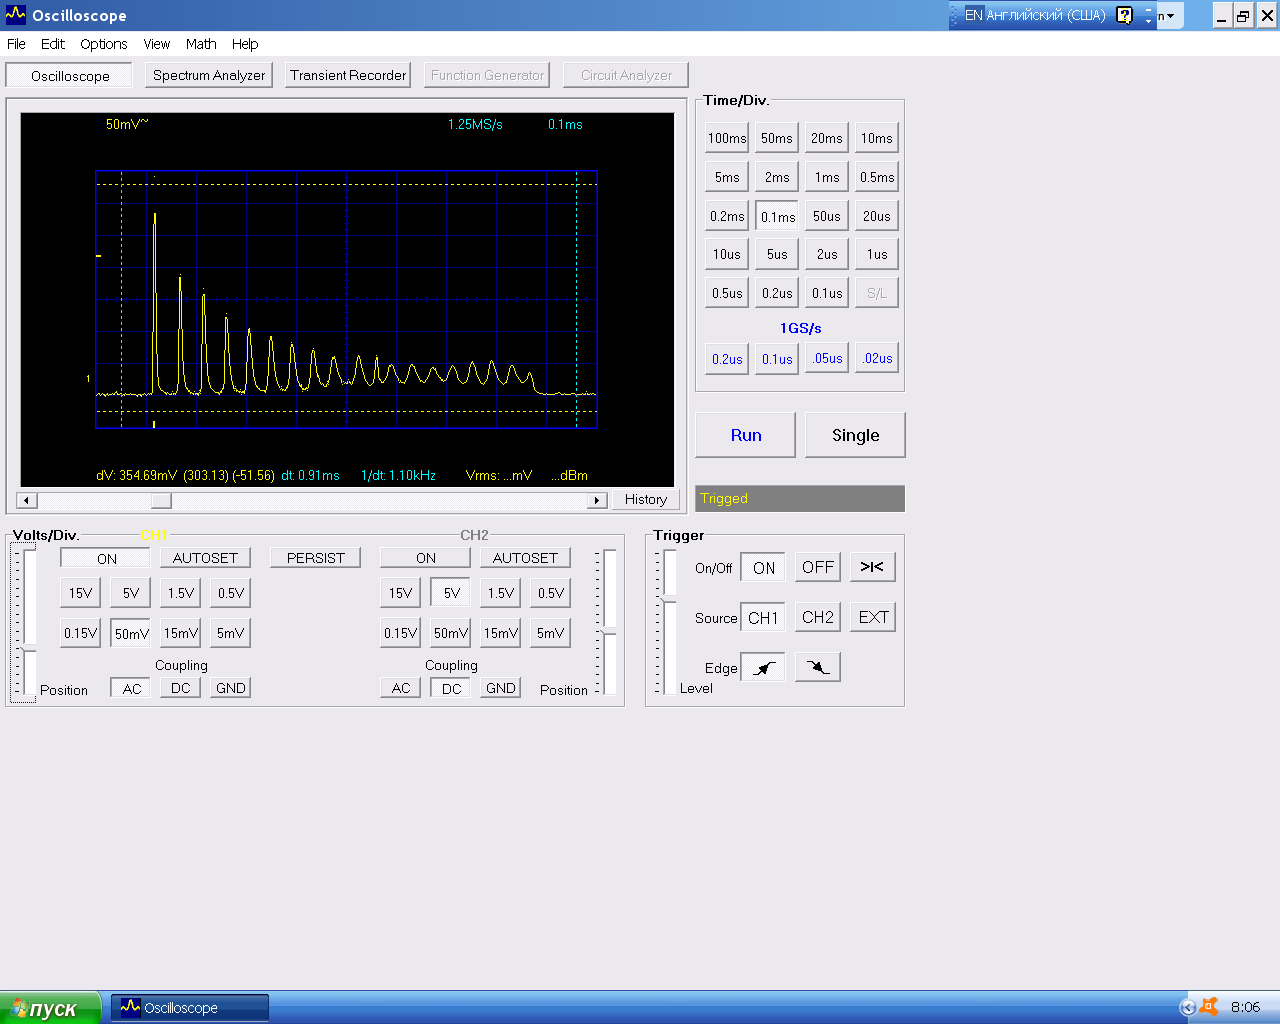 Oscilloscope
EN Английский (США)
File Edit Options View Math Help
Oscilloscope Spectrum Analyzer Transient Recorder Function Generator Circuit Analyzer
50mV~ 1.25MS/s 0.1ms
1
dV: 354.69mV (303.13) (-51.56) dt: 0.91ms 1/dt: 1.10kHz Vrms: ...mV ...dBm
History
Time/Div.
100ms 50ms 20ms 10ms
5ms 2ms 1ms 0.5ms
0.2ms 0.1ms 50us 20us
10us 5us 2us 1us
0.5us 0.2us 0.1us S/L
1GS/s
0.2us 0.1us .05us .02us
Run Single
Trigged
Volts/Div. CH1 CH2
ON AUTOSET PERSIST ON AUTOSET
15V 5V 1.5V 0.5V 15V 5V 1.5V 0.5V
0.15V 50mV 15mV 5mV 0.15V 50mV 15mV 5mV
Coupling Coupling
Position AC DC GND AC DC GND Position
Trigger
On/Off ON OFF >I<
Source CH1 CH2 EXT
Edge
Level
пуск Oscilloscope 8:06